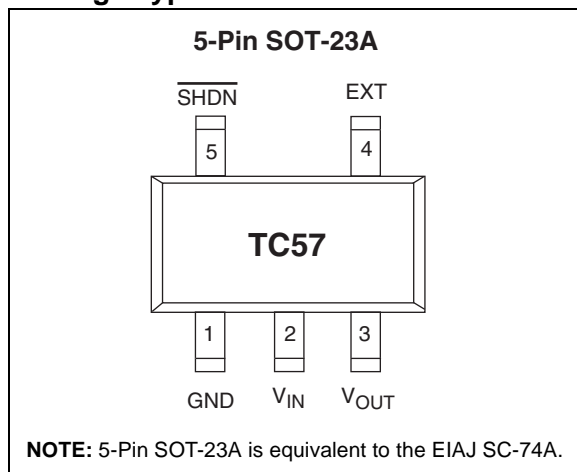 5-Pin SOT-23A
SHDN EXT
5 4
TC57
1 2 3
GND VIN VOUT
NOTE: 5-Pin SOT-23A is equivalent to the EIAJ SC-74A.